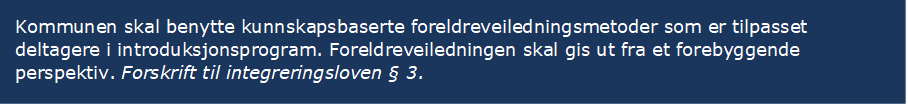 Kommunen skal benytte kunnskapsbaserte foreldreveiledningsmetoder som er tilpasset
deltagere i introduksjonsprogram. Foreldreveiledningen skal gis ut fra et forebyggende
perspektiv. Forskrift til integreringsloven § 3.